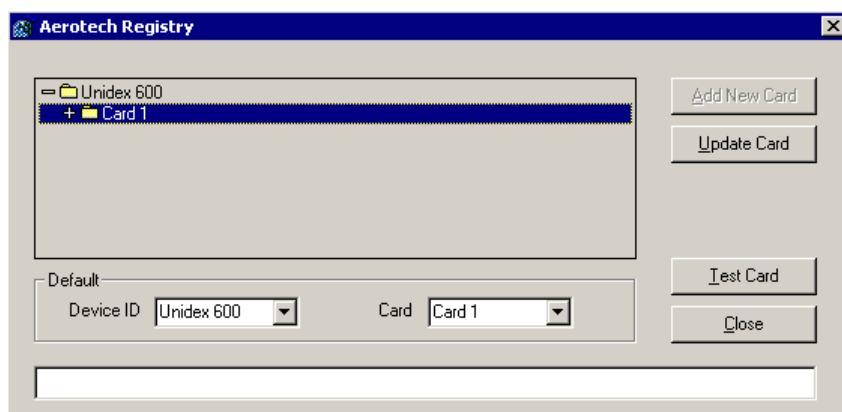 Aerotech Registry
Unidex 600
Card 1
Add New Card
Update Card
Default
Device ID Unidex 600 Card Card 1
Test Card
Close